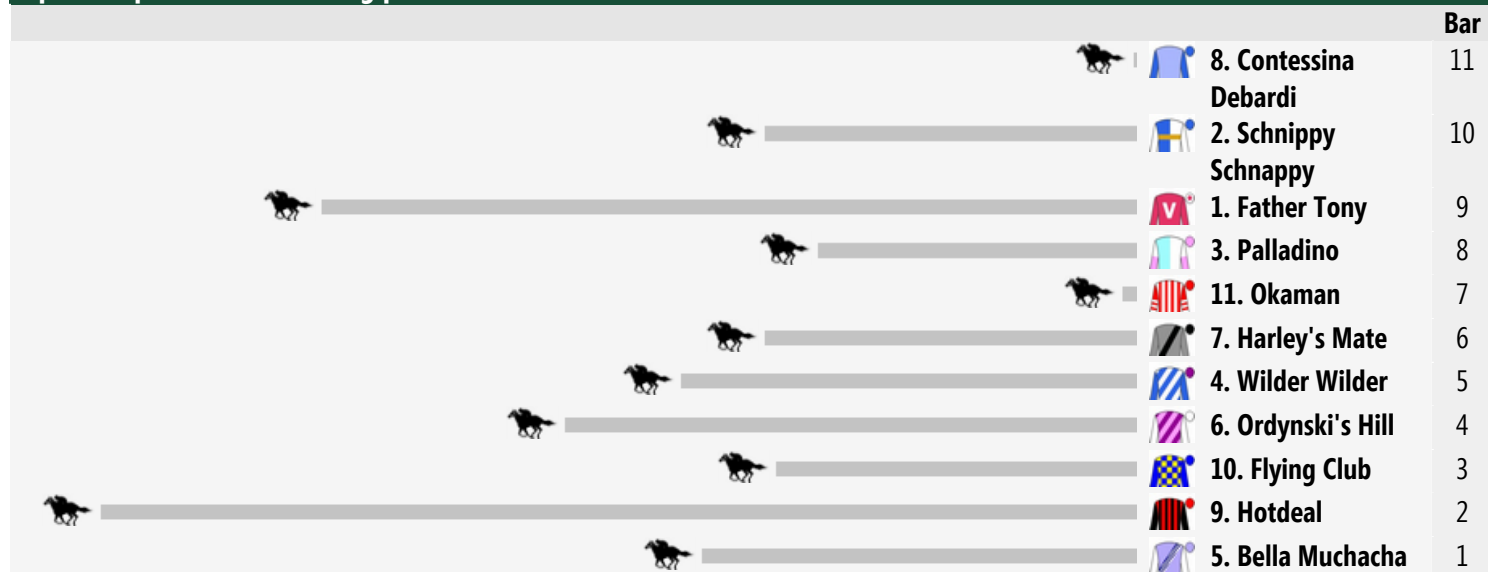 Bar
8. Contessina 11
Debardi
2. Schnippy 10
Schnappy
V 1. Father Tony 9
3. Palladino 8
11. Okaman 7
7. Harley's Mate 6
4. Wilder Wilder 5
6. Ordynski's Hill 4
10. Flying Club 3
9. Hotdeal 2
5. Bella Muchacha 1